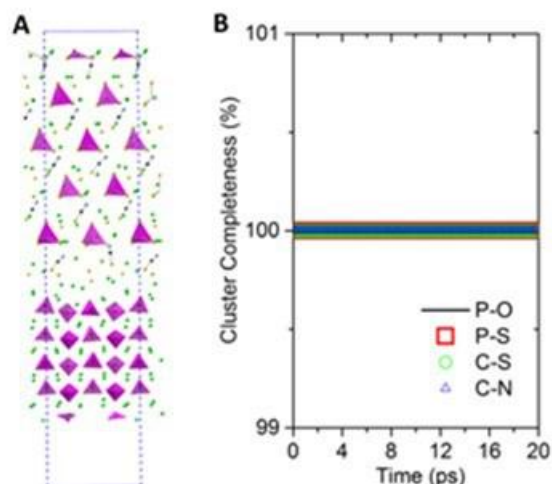 A
B
101
100
99
Cluster Completeness (%)
P-O
P-S
C-S
C-N
0 4 8 12 16 20
Time (ps)